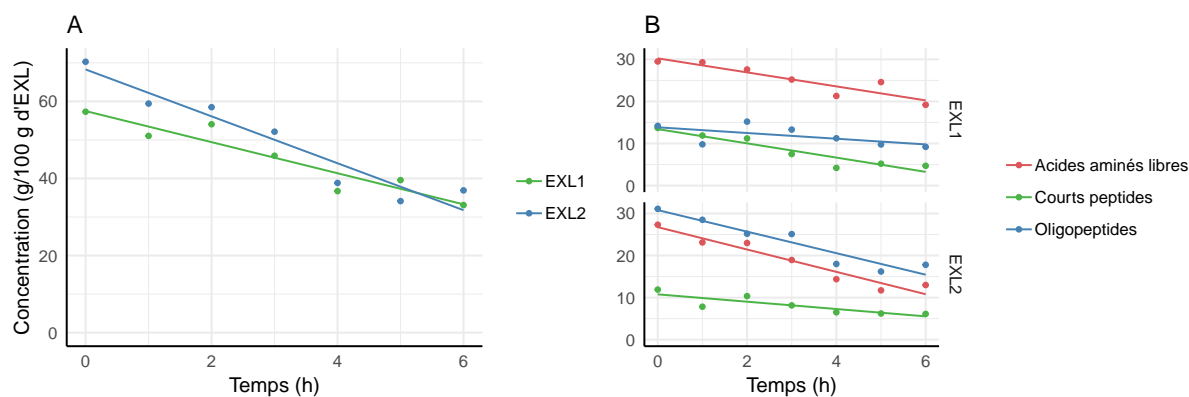 A
Concentration (g/100 g d'EXL)
60
40
20
0
0
2
4
6
Temps (h)
EXL1
EXL2
B
30
20
10
0
EXL1
30
20
10
0
EXL2
0
2
4
6
Temps (h)
Acides aminés libres
Courts peptides
Oligopeptides